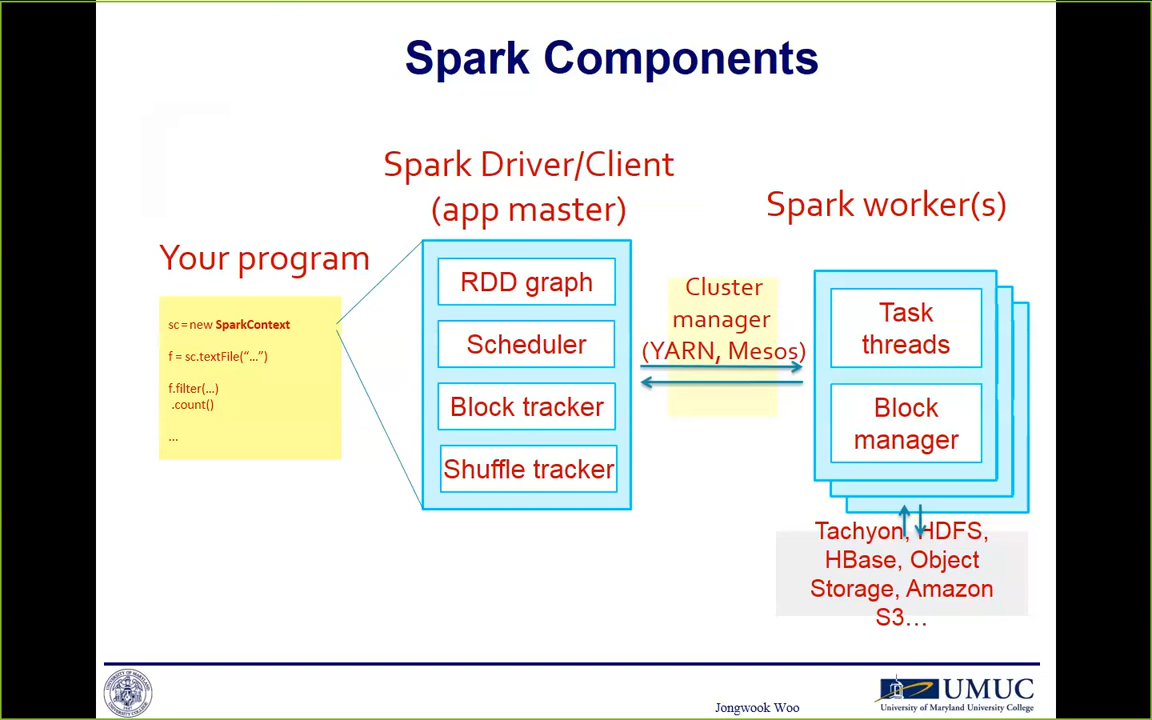 Spark Components
Spark Driver/Client
(app master)
Spark worker(s)
Your program
sc = new SparkContext
f = sc.textFile("...")
f.filter(...)
.count()
...
RDD graph
Scheduler
Block tracker
Shuffle tracker
Cluster
manager
(YARN, Mesos)
Task
threads
Block
manager
Tachyon, HDFS,
HBase, Object
Storage, Amazon
S3...
Jongwook Woo
UMUC
University of Maryland University College